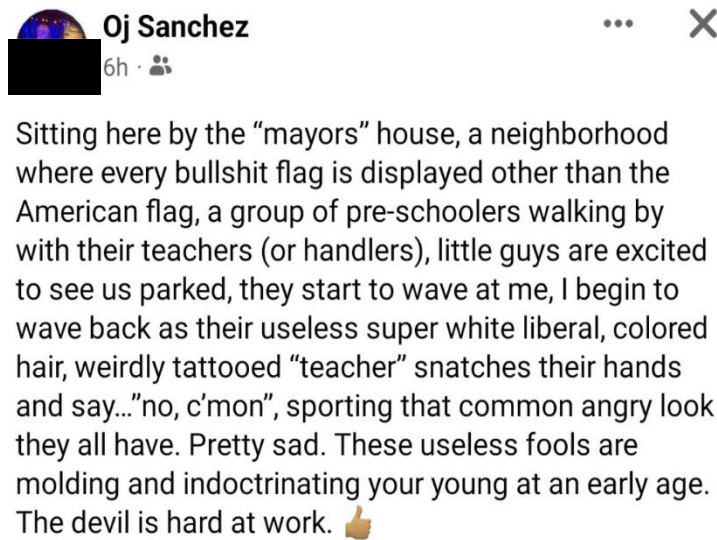 Oj Sanchez
6h ·
Sitting here by the “mayors” house, a neighborhood
where every bullshit flag is displayed other than the
American flag, a group of pre-schoolers walking by
with their teachers (or handlers), little guys are excited
to see us parked, they start to wave at me, I begin to
wave back as their useless super white liberal, colored
hair, weirdly tattooed “teacher” snatches their hands
and say...”no, c’mon”, sporting that common angry look
they all have. Pretty sad. These useless fools are
molding and indoctrinating your young at an early age.
The devil is hard at work. 👍🏽